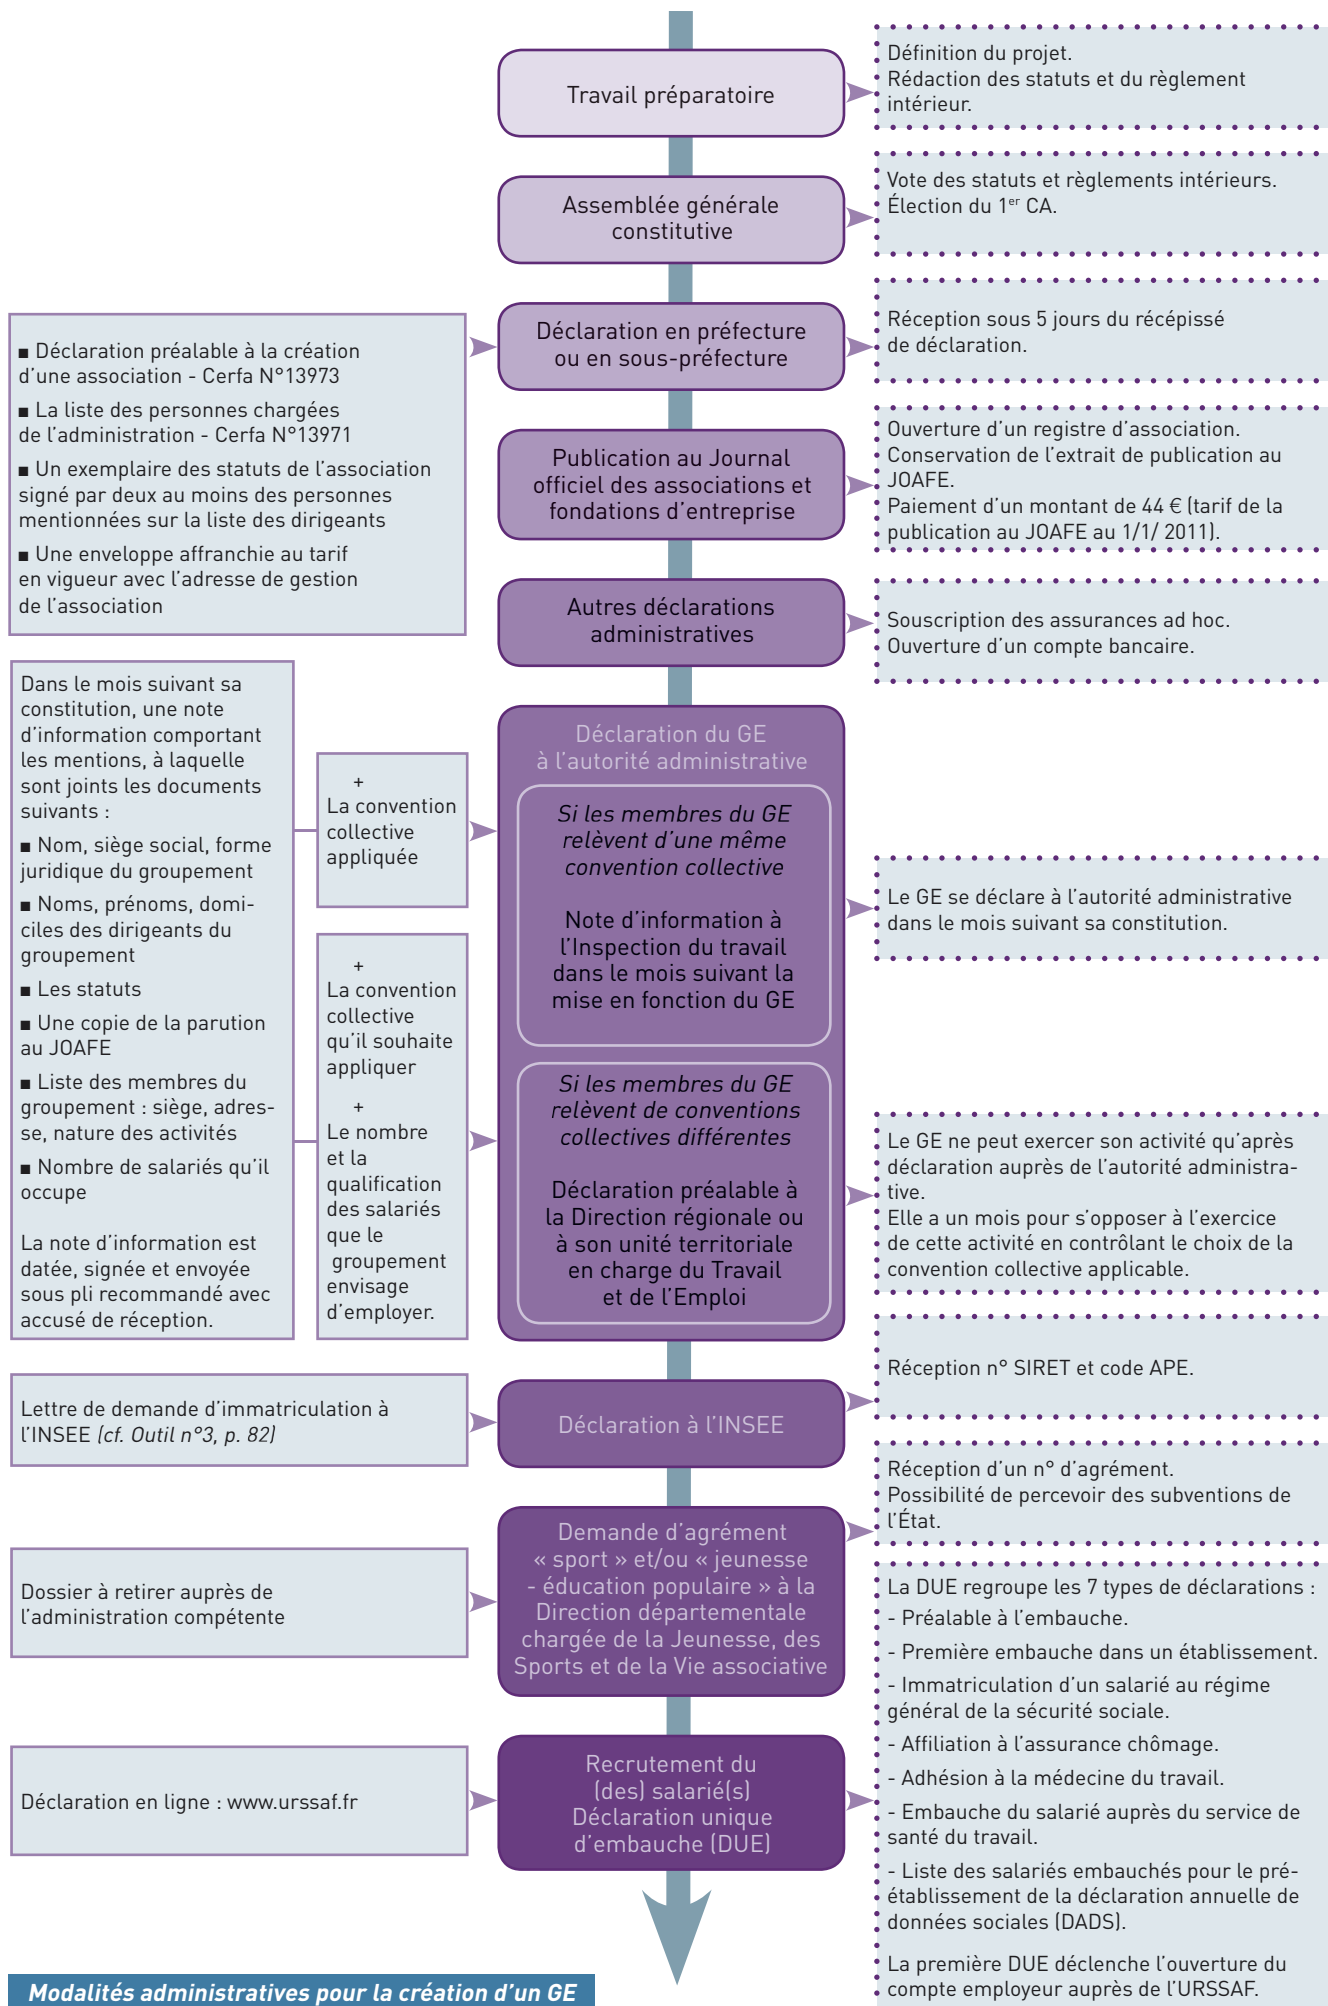 Travail préparatoire
Définition du projet.
Rédaction des statuts et du règlement
intérieur.
Assemblée générale
constitutive
Vote des statuts et règlements intérieurs.
Élection du 1er CA.
■ Déclaration préalable à la création
d’une association - Cerfa N°13973
■ La liste des personnes chargées
de l’administration - Cerfa N°13971
■ Un exemplaire des statuts de l’association
signé par deux au moins des personnes
mentionnées sur la liste des dirigeants
■ Une enveloppe affranchie au tarif
en vigueur avec l’adresse de gestion
de l’association
Déclaration en préfecture
ou en sous-préfecture
Réception sous 5 jours du récépissé
de déclaration.
Publication au Journal
officiel des associations et
fondations d’entreprise
Ouverture d’un registre d’association.
Conservation de l’extrait de publication au
JOAFE.
Paiement d’un montant de 44 € (tarif de la
publication au JOAFE au 1/1/ 2011).
Autres déclarations
administratives
Souscription des assurances ad hoc.
Ouverture d’un compte bancaire.
Dans le mois suivant sa
constitution, une note
d’information comportant
les mentions, à laquelle
sont joints les documents
suivants :
■ Nom, siège social, forme
juridique du groupement
■ Noms, prénoms, domi-
ciles des dirigeants du
groupement
■ Les statuts
■ Une copie de la parution
au JOAFE
■ Liste des membres du
groupement : siège, adres-
se, nature des activités
■ Nombre de salariés qu’il
occupe
La note d’information est
datée, signée et envoyée
sous pli recommandé avec
accusé de réception.
+
La convention
collective
appliquée
+
La convention
collective
qu’il souhaite
appliquer
+
Le nombre
et la
qualification
des salariés
que le
groupement
envisage
d’employer.
Déclaration du GE
à l’autorité administrative
Si les membres du GE
relèvent d’une même
convention collective
Note d’information à
l’Inspection du travail
dans le mois suivant la
mise en fonction du GE
Le GE se déclare à l’autorité administrative
dans le mois suivant sa constitution.
Si les membres du GE
relèvent de conventions
collectives différentes
Déclaration préalable à
la Direction régionale ou
à son unité territoriale
en charge du Travail
et de l’Emploi
Le GE ne peut exercer son activité qu’après
déclaration auprès de l’autorité administra-
tive.
Elle a un mois pour s’opposer à l’exercice
de cette activité en contrôlant le choix de la
convention collective applicable.
Lettre de demande d’immatriculation à
l’INSEE (cf. Outil n°3, p. 82)
Déclaration à l’INSEE
Réception n° SIRET et code APE.
Dossier à retirer auprès de
l’administration compétente
Demande d’agrément
« sport » et/ou « jeunesse
- éducation populaire » à la
Direction départementale
chargée de la Jeunesse, des
Sports et de la Vie associative
Réception d’un n° d’agrément.
Possibilité de percevoir des subventions de
l’État.
Déclaration en ligne : www.urssaf.fr
Recrutement du
(des) salarié(s)
Déclaration unique
d’embauche (DUE)
La DUE regroupe les 7 types de déclarations :
- Préalable à l’embauche.
- Première embauche dans un établissement.
- Immatriculation d’un salarié au régime
général de la sécurité sociale.
- Affiliation à l’assurance chômage.
- Adhésion à la médecine du travail.
- Embauche du salarié auprès du service de
santé du travail.
- Liste des salariés embauchés pour le pré-
établissement de la déclaration annuelle de
données sociales (DADS).
La première DUE déclenche l’ouverture du
compte employeur auprès de l’URSSAF.
Modalités administratives pour la création d’un GE